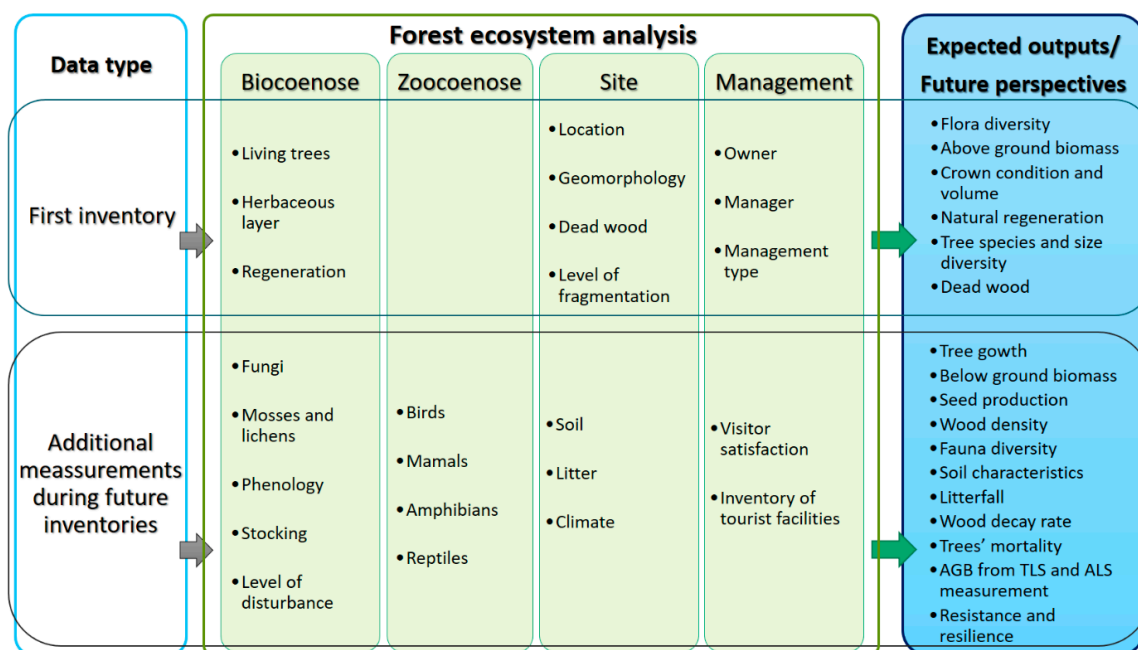 Data type
Forest ecosystem analysis
Biocoenose
Zoocoenose
Site
Management
Expected outputs/
Future perspectives
First inventory
•Living trees
•Herbaceous
layer
•Regeneration
•Location
•Geomorphology
•Dead wood
•Level of
fragmentation
•Owner
•Manager
•Management
type
•Flora diversity
•Above ground biomass
•Crown condition and
volume
•Natural regeneration
•Tree species and size
diversity
•Dead wood
Additional
meassurements
during future
inventories
•Fungi
•Mosses and
lichens
•Phenology
•Stocking
•Level of
disturbance
•Birds
•Mamals
•Amphibians
•Reptiles
•Soil
•Litter
•Climate
•Visitor
satisfaction
•Inventory of
tourist facilities
•Tree gowth
•Below ground biomass
•Seed production
•Wood density
•Fauna diversity
•Soil characteristics
•Litterfall
•Wood decay rate
•Trees’ mortality
•AGB from TLS and ALS
measurement
•Resistance and
resilience